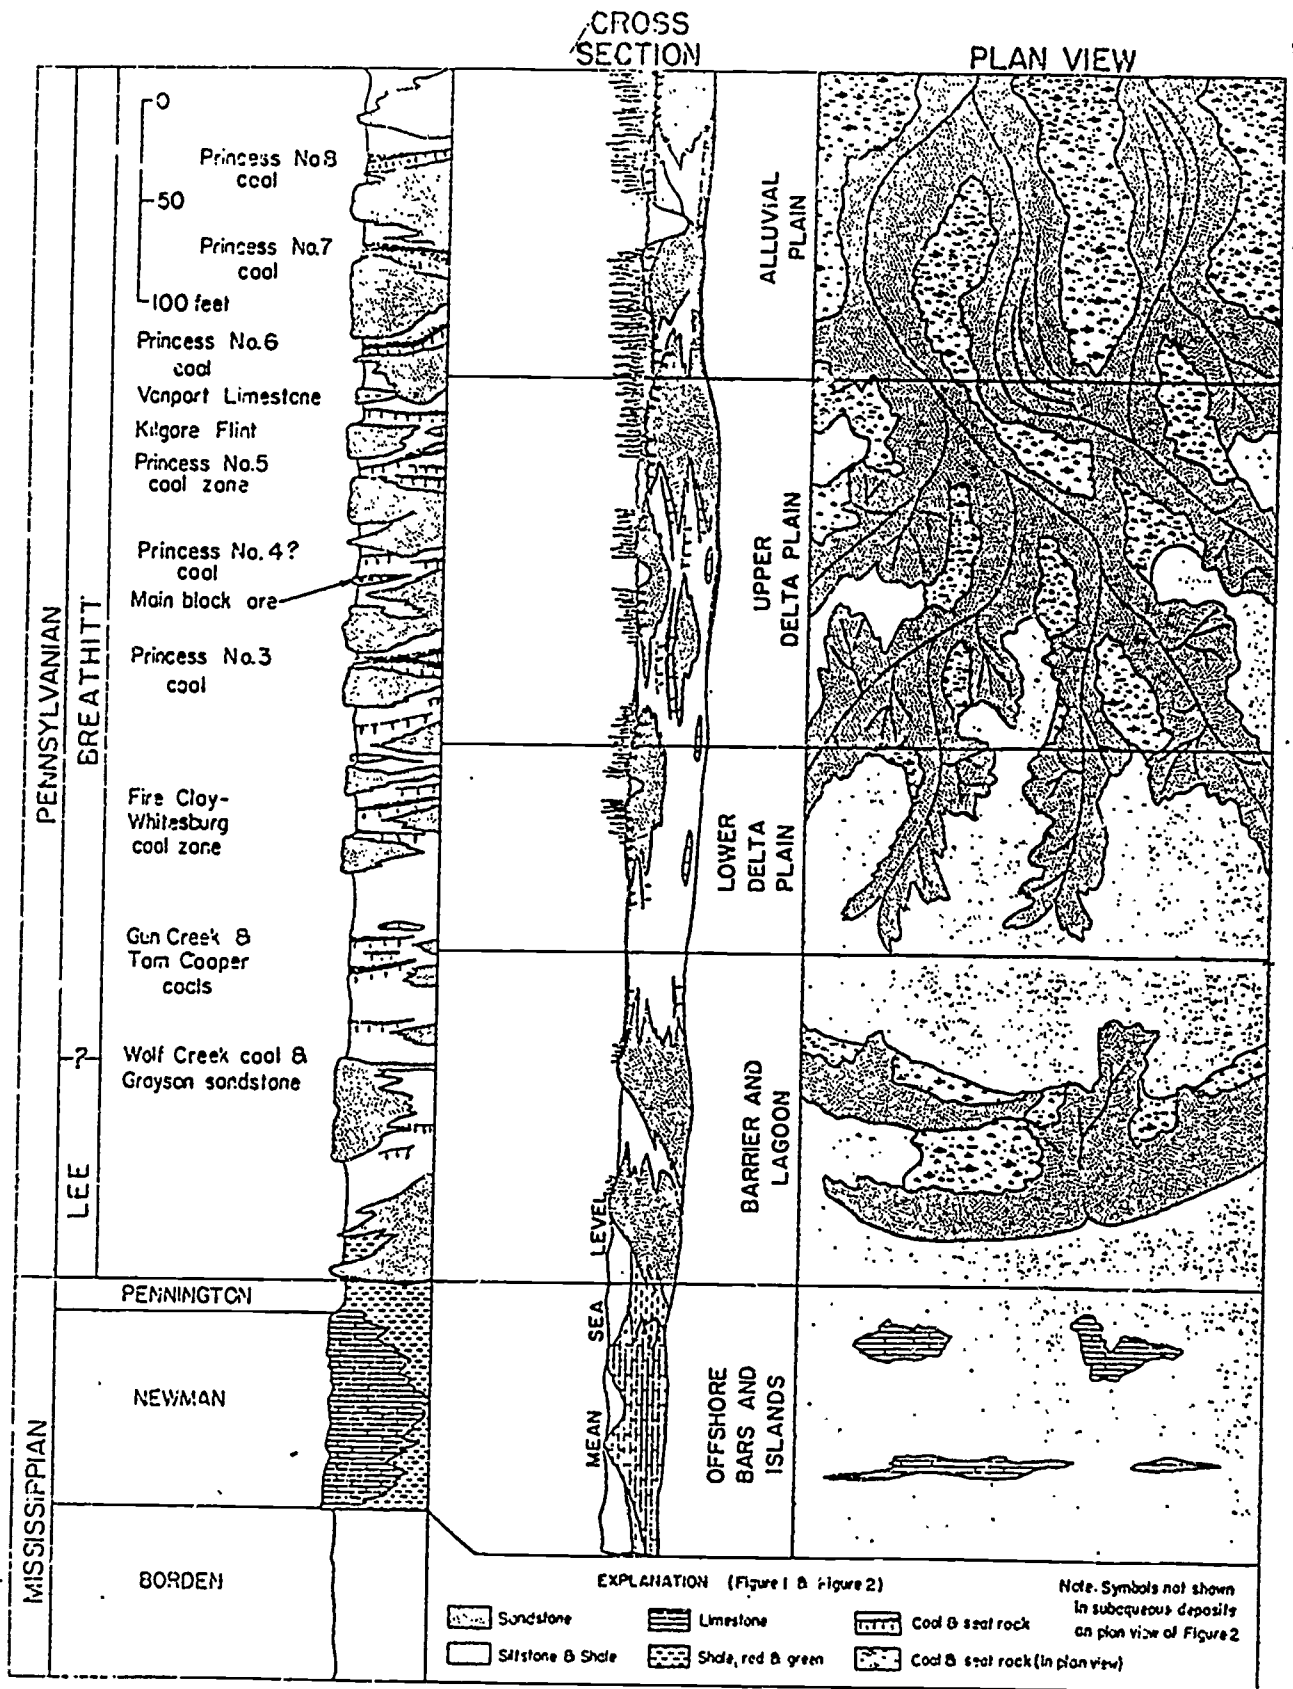 CROSS
SECTION
PLAN VIEW
0
50
100 feet
Princess No.8
coal
Princess No.7
coal
Princess No.6
coal
Vanport Limestone
Kilgore Flint
Princess No.5
coal zone
Princess No.4?
coal
Main block ore
Princess No.3
coal
Fire Clay-
Whitesburg
coal zone
Gun Creek &
Tom Cooper
coals
Wolf Creek coal &
Grayson sandstone
?
PENNSYLVANIAN
BREATHITT
LEE
PENNINGTON
NEWMAN
BORDEN
MISSISSIPPIAN
MEAN SEA LEVEL
ALLUVIAL
PLAIN
UPPER
DELTA PLAIN
LOWER
DELTA
PLAIN
BARRIER AND
LAGOON
OFFSHORE
BARS AND
ISLANDS
EXPLANATION (Figure 1 & Figure 2)
Sandstone
Limestone
Coal & seat rock
Siltstone & Shale
Shale, red & green
Coal & seat rock (in plan view)
Note. Symbols not shown
in subaqueous deposits
on plan view of Figure 2